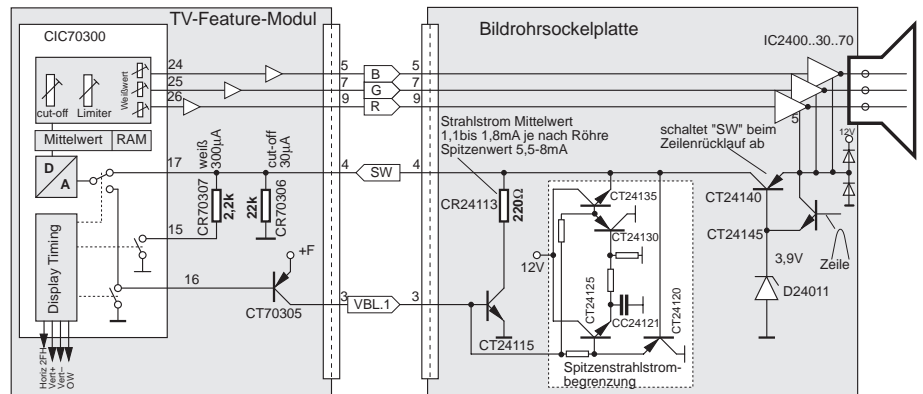 TV-Feature-Modul
Bildrohrsockelplatte
CIC70300
IC2400..30..70
24
25
26
Weißwert
cut-off
Limiter
Mittelwert
RAM
D
A
17
15
16
weiß
300µA
cut-off
30µA
CR70307
2,2k
22k
CR70306
+F
CT70305
Display Timing
Horiz 2FH
Vert+
Vert–
OW
5
B
5
7
G
7
9
R
9
4
SW
4
3
VBL.1
3
Strahlstrom Mittelwert
1,1bis 1,8mA je nach Röhre
Spitzenwert 5,5-8mA
CR24113
220Ω
CT24115
12V
CT24135
CT24130
CT24125
CC24121
CT24120
Spitzenstrahlstrom-
begrenzung
schaltet "SW" beim
Zeilenrücklauf ab
5
12V
CT24140
CT24145
3,9V
Zeile
D24011